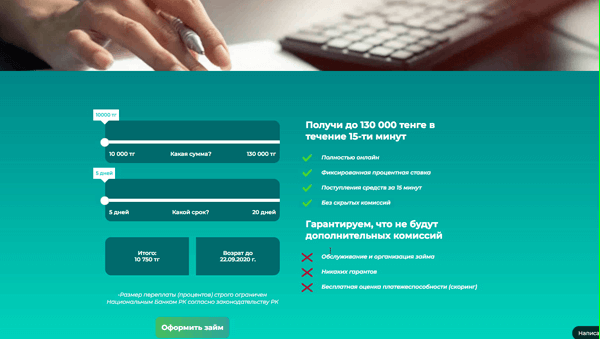 10000 тг
10 000 тг Какая сумма? 130 000 тг
5 дней
5 дней Какой срок? 20 дней
Итого:
10 750 тг
Возрат до
22.09.2020 г.
-Размер переплаты (процентов) строго ограничен
Национальным Банком РК согласно законодательству РК
Оформить займ
Получи до 130 000 тенге в
течение 15-ти минут
Полностью онлайн
Фиксированная процентная ставка
Поступления средств за 15 минут
Без скрытых комиссий
Гарантируем, что не будут
дополнительных комиссий
Обслуживание и организация займа
Никаких гарантов
Бесплатная оценка платежеспособности (скоринг)
Написа